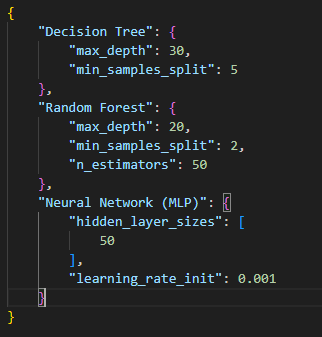 {
    "Decision Tree": {
        "max_depth": 30,
        "min_samples_split": 5
    },
    "Random Forest": {
        "max_depth": 20,
        "min_samples_split": 2,
        "n_estimators": 50
    },
    "Neural Network (MLP)": {
        "hidden_layer_sizes": [
            50
        ],
        "learning_rate_init": 0.001
    }
}